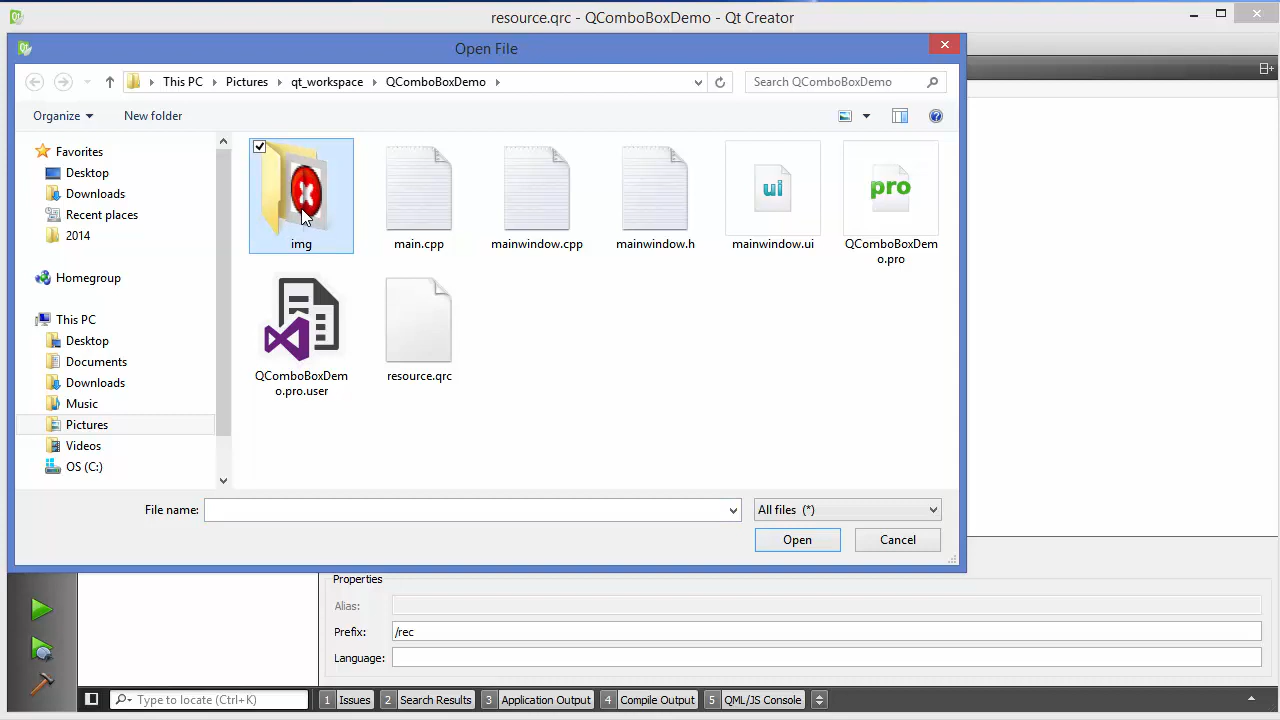 resource.qrc - QComboBoxDemo - Qt Creator
Open File
This PC
Pictures
qt_workspace
QComboBoxDemo
Search QComboBoxDemo
Organize
New folder
Favorites
Desktop
Downloads
Recent places
2014
Homegroup
This PC
Desktop
Documents
Downloads
Music
Pictures
Videos
OS (C:)
img
main.cpp
mainwindow.cpp
mainwindow.h
ui
mainwindow.ui
pro
QComboBoxDem
o.pro
QComboBoxDem
o.pro.user
resource.qrc
File name:
All files (*)
Open
Cancel
Properties
Alias:
Prefix:
/rec
Language:
Type to locate (Ctrl+K)
1 Issues
2 Search Results
3 Application Output
4 Compile Output
5 QML/JS Console